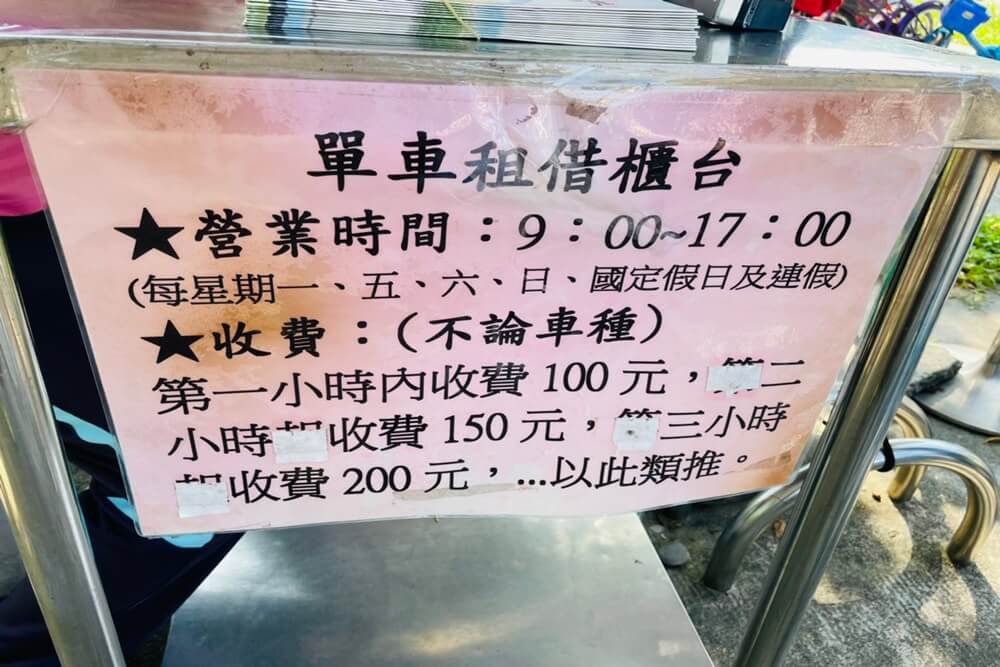 單車租借櫃台
★營業時間：9：00~17：00
(每星期一、五、六、日、國定假日及連假)
★收費：(不論車種)
第一小時內收費 100 元，二
小時收費 150 元，三小時
收費 200 元，...以此類推。